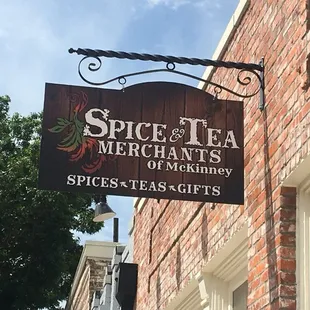 SPICE & TEA
MERCHANTS
OF MCKINNEY
SPICES ~ TEAS ~ GIFTS